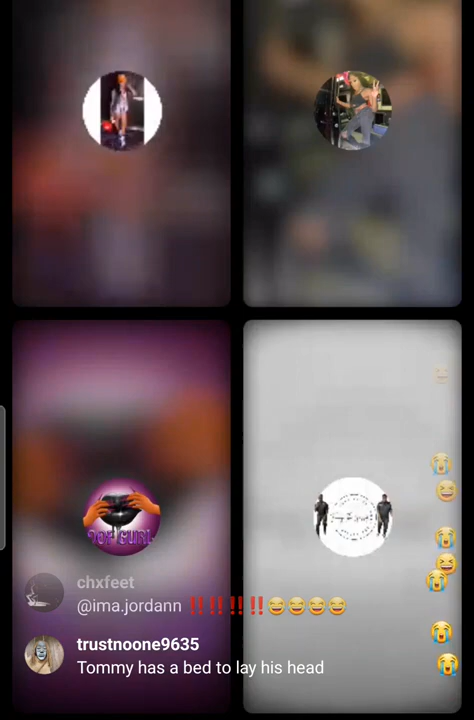 chxfeet
@ima.jordann ‼️‼️‼️‼️😆😆😆😆
trustnoone9635
Tommy has a bed to lay his head